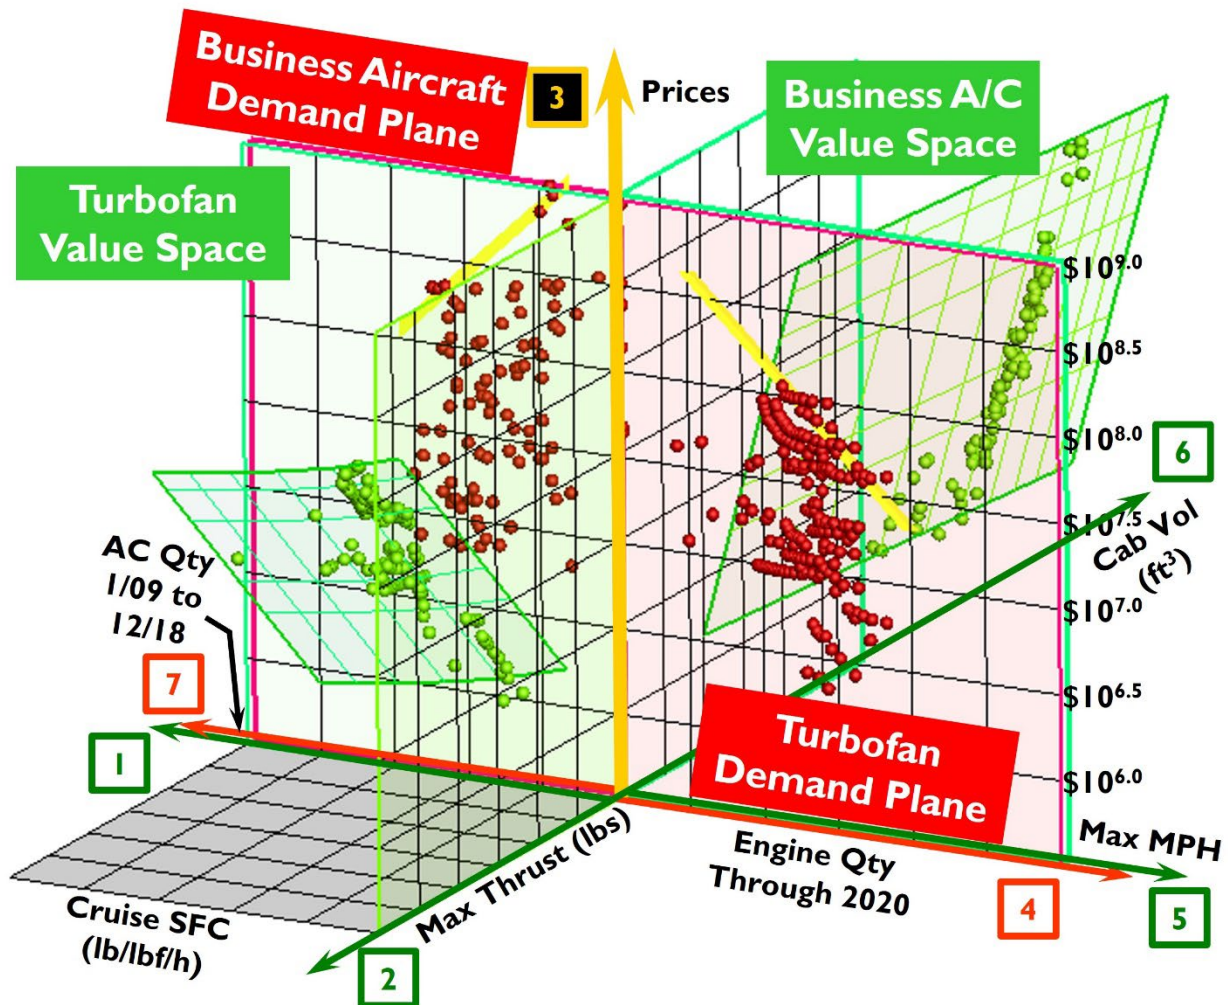 Business Aircraft
Demand Plane
3
Prices
Business A/C
Value Space
Turbofan
Value Space
$10^9.0
$10^8.5
$10^8.0
$10^7.5
$10^7.0
$10^6.5
$10^6.0
6
Cab Vol
(ft³)
AC Qty
1/09 to
12/18
7
1
Turbofan
Demand Plane
Max Thrust (lbs)
Engine Qty
Through 2020
Max MPH
4
5
Cruise SFC
(lb/lbf/h)
2